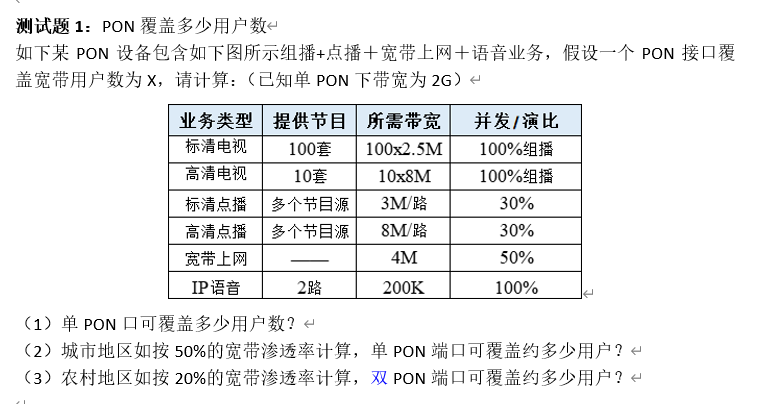 测试题1：PON 覆盖多少用户数
如下某 PON 设备包含如下图所示组播+点播＋宽带上网＋语音业务，假设一个 PON 接口覆
盖宽带用户数为 X，请计算：（已知单 PON 下带宽为 2G）
业务类型 提供节目 所需带宽 并发/演比
标清电视 100套 100x2.5M 100%组播
高清电视 10套 10x8M 100%组播
标清点播 多个节目源 3M/路 30%
高清点播 多个节目源 8M/路 30%
宽带上网 —— 4M 50%
IP语音 2路 200K 100%
（1）单 PON 口可覆盖多少用户数？
（2）城市地区如按 50%的宽带渗透率计算，单 PON 端口可覆盖约多少用户？
（3）农村地区如按 20%的宽带渗透率计算，双 PON 端口可覆盖约多少用户？